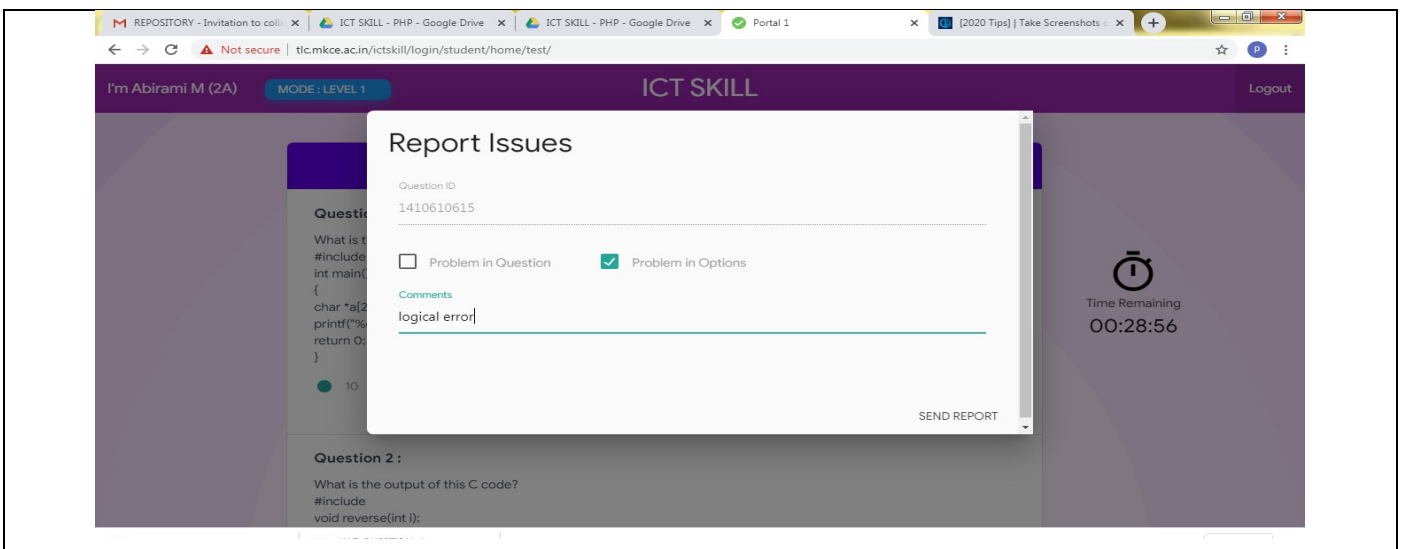 REPOSITORY - Invitation to coll
ICT SKILL - PHP - Google Drive
ICT SKILL - PHP - Google Drive
Portal 1
[2020 Tips] | Take Screenshots
Not secure | tlc.mkce.ac.in/ictskill/login/student/home/test/
P
I'm Abirami M (2A)
MODE : LEVEL 1
ICT SKILL
Logout
Report Issues
Question ID
1410610615
Problem in Question
Problem in Options
Comments
logical error
SEND REPORT
Questio
What is t
#include
int main(
{
char *a[2
printf("%
return 0;
}
10
Time Remaining
00:28:56
Question 2 :
What is the output of this C code?
#include
void reverse(int i);